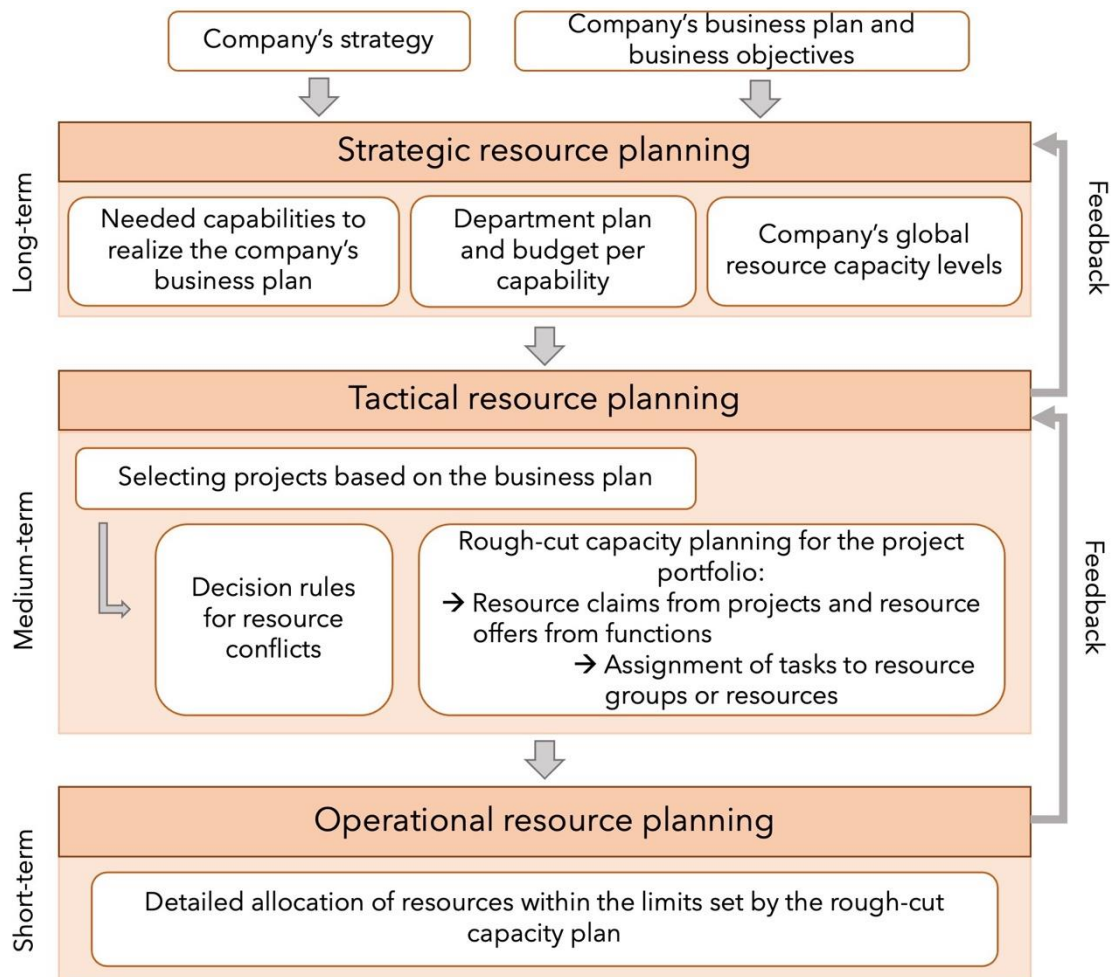 Company's strategy
Company's business plan and
business objectives
Strategic resource planning
Long-term
Needed capabilities to
realize the company's
business plan
Department plan
and budget per
capability
Company's global
resource capacity levels
Feedback
Tactical resource planning
Medium-term
Selecting projects based on the business plan
Decision rules
for resource
conflicts
Rough-cut capacity planning for the project
portfolio:
→ Resource claims from projects and resource
offers from functions
→ Assignment of tasks to resource
groups or resources
Feedback
Operational resource planning
Short-term
Detailed allocation of resources within the limits set by the rough-cut
capacity plan